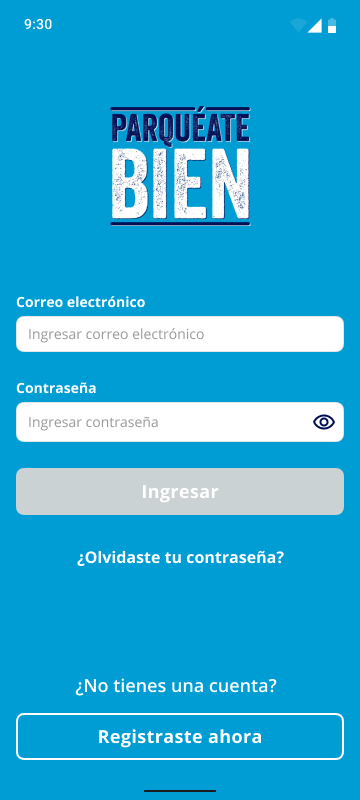 9:30
PARQUÉATE
BIEN
Correo electrónico
Ingresar correo electrónico
Contraseña
Ingresar contraseña
Ingresar
¿Olvidaste tu contraseña?
¿No tienes una cuenta?
Registraste ahora